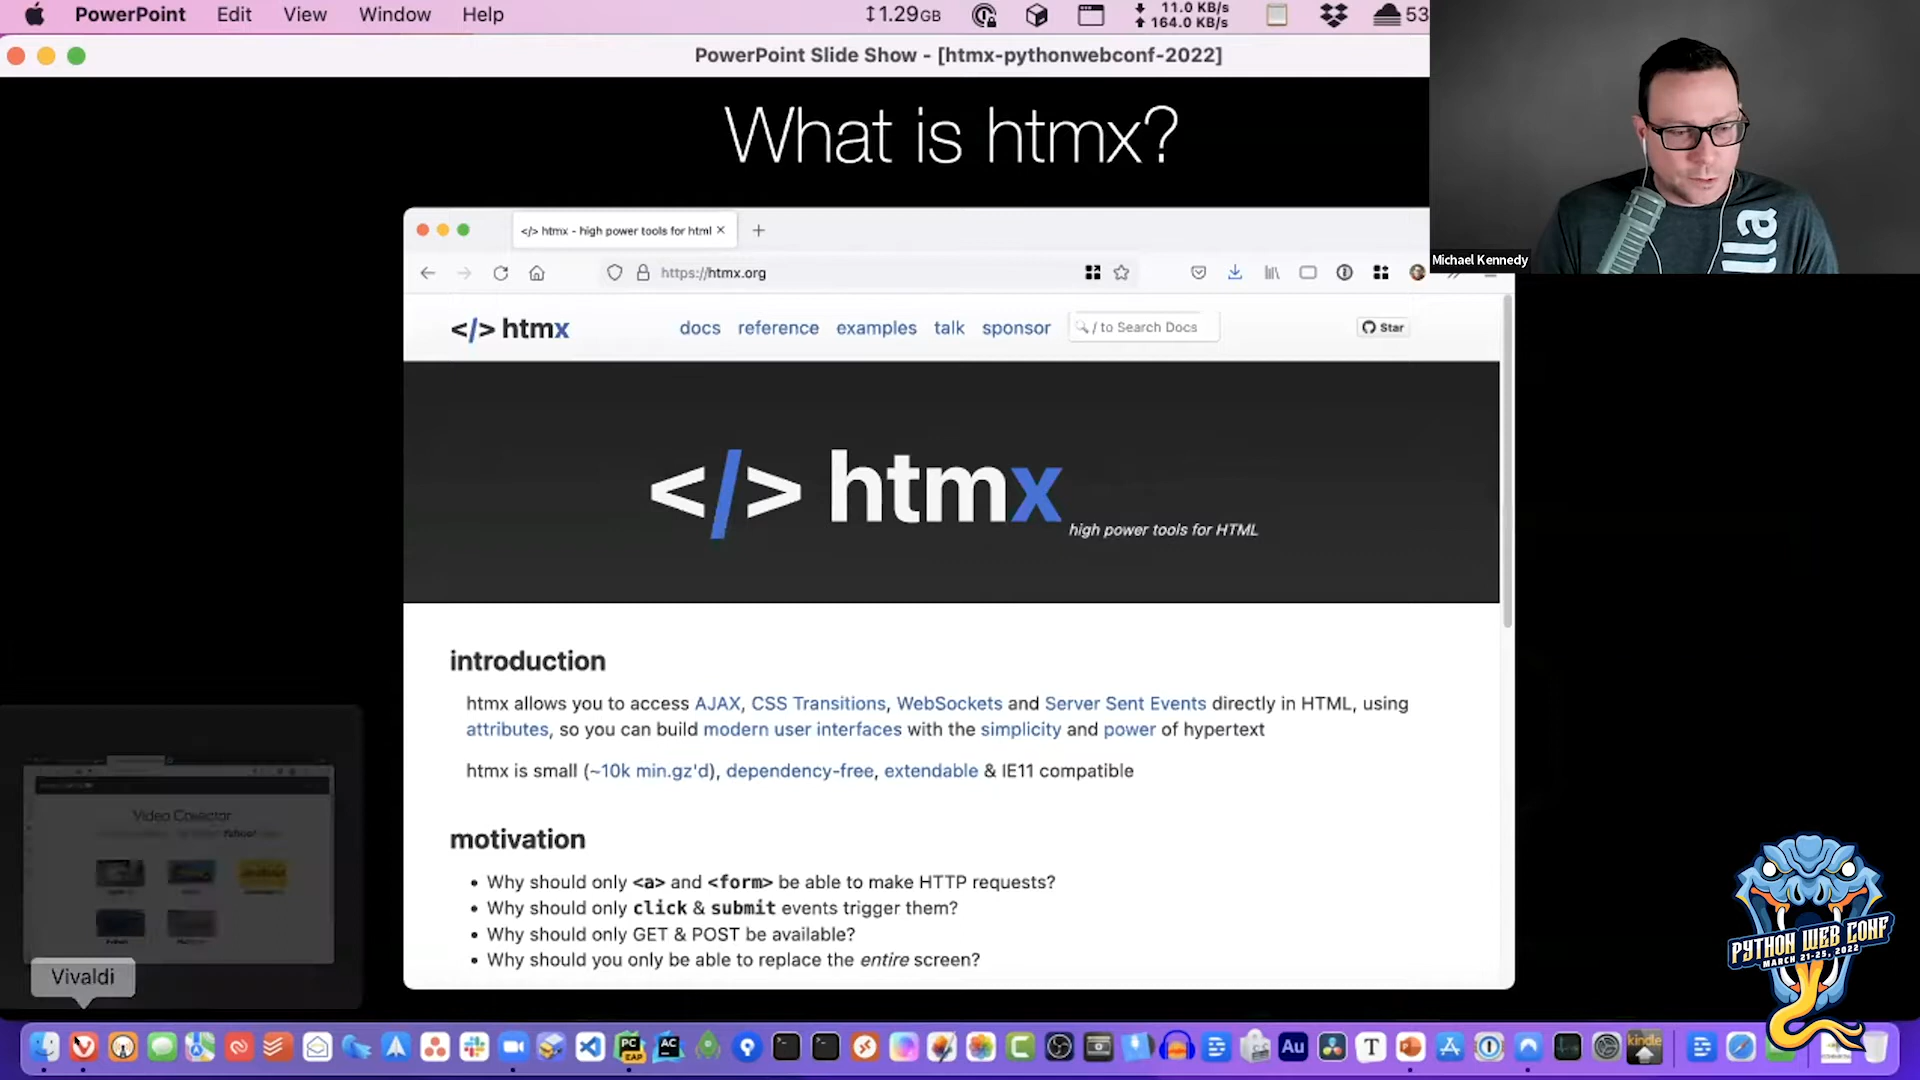 PowerPoint Edit View Window Help
1.29GB
11.0 KB/s
164.0 KB/s
53
PowerPoint Slide Show - [htmx-pythonwebconf-2022]
What is htmx?
</> htmx - high power tools for html
https://htmx.org
</> htmx docs reference examples talk sponsor / to Search Docs Star
</> htmx
high power tools for HTML
introduction
htmx allows you to access AJAX, CSS Transitions, WebSockets and Server Sent Events directly in HTML, using
attributes, so you can build modern user interfaces with the simplicity and power of hypertext
htmx is small (~10k min.gz'd), dependency-free, extendable & IE11 compatible
motivation
• Why should only <a> and <form> be able to make HTTP requests?
• Why should only click & submit events trigger them?
• Why should only GET & POST be available?
• Why should you only be able to replace the entire screen?
lla
Michael Kennedy
Video Collector
Vivaldi
PYTHON WEB CONF
MARCH 21-25, 2022
PC
EAP
AC
Au
T
kindle